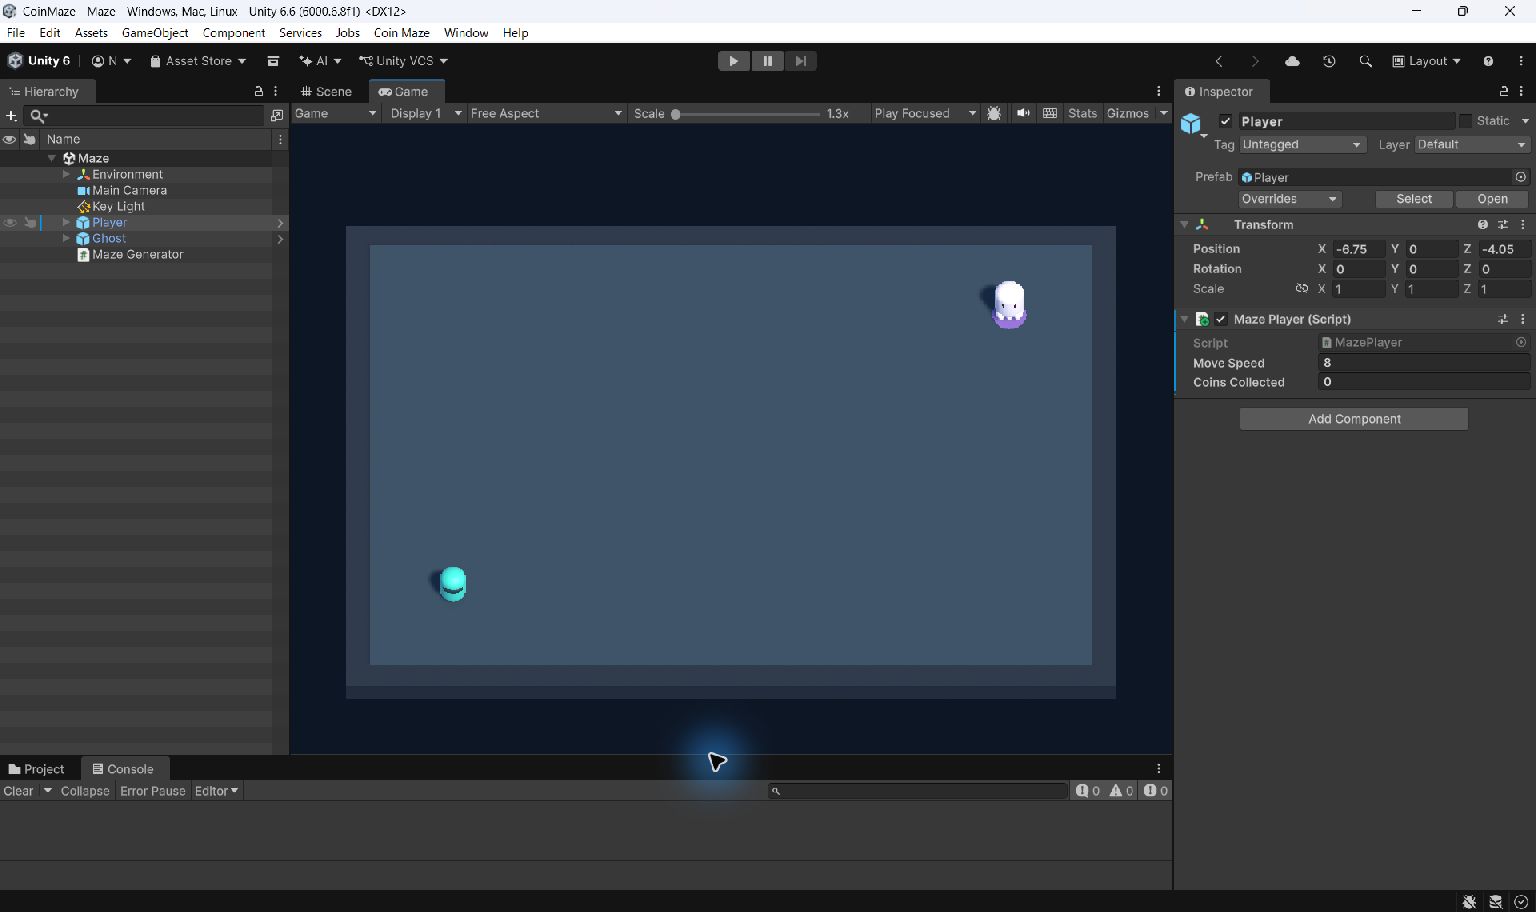 CoinMaze - Maze - Windows, Mac, Linux - Unity 6.6 (6000.6.8f1) <DX12>
File Edit Assets GameObject Component Services Jobs Coin Maze Window Help
Unity 6 N Asset Store AI Unity VCS Layout
Hierarchy
Name
Maze
Environment
Main Camera
Key Light
Player
Ghost
Maze Generator
Scene Game
Game Display 1 Free Aspect Scale 1.3x Play Focused Stats Gizmos
Inspector
Player Static
Tag Untagged Layer Default
Prefab Player
Overrides Select Open
Transform
Position X -6.75 Y 0 Z -4.05
Rotation X 0 Y 0 Z 0
Scale X 1 Y 1 Z 1
Maze Player (Script)
Script MazePlayer
Move Speed 8
Coins Collected 0
Add Component
Project Console
Clear Collapse Error Pause Editor 0 0 0